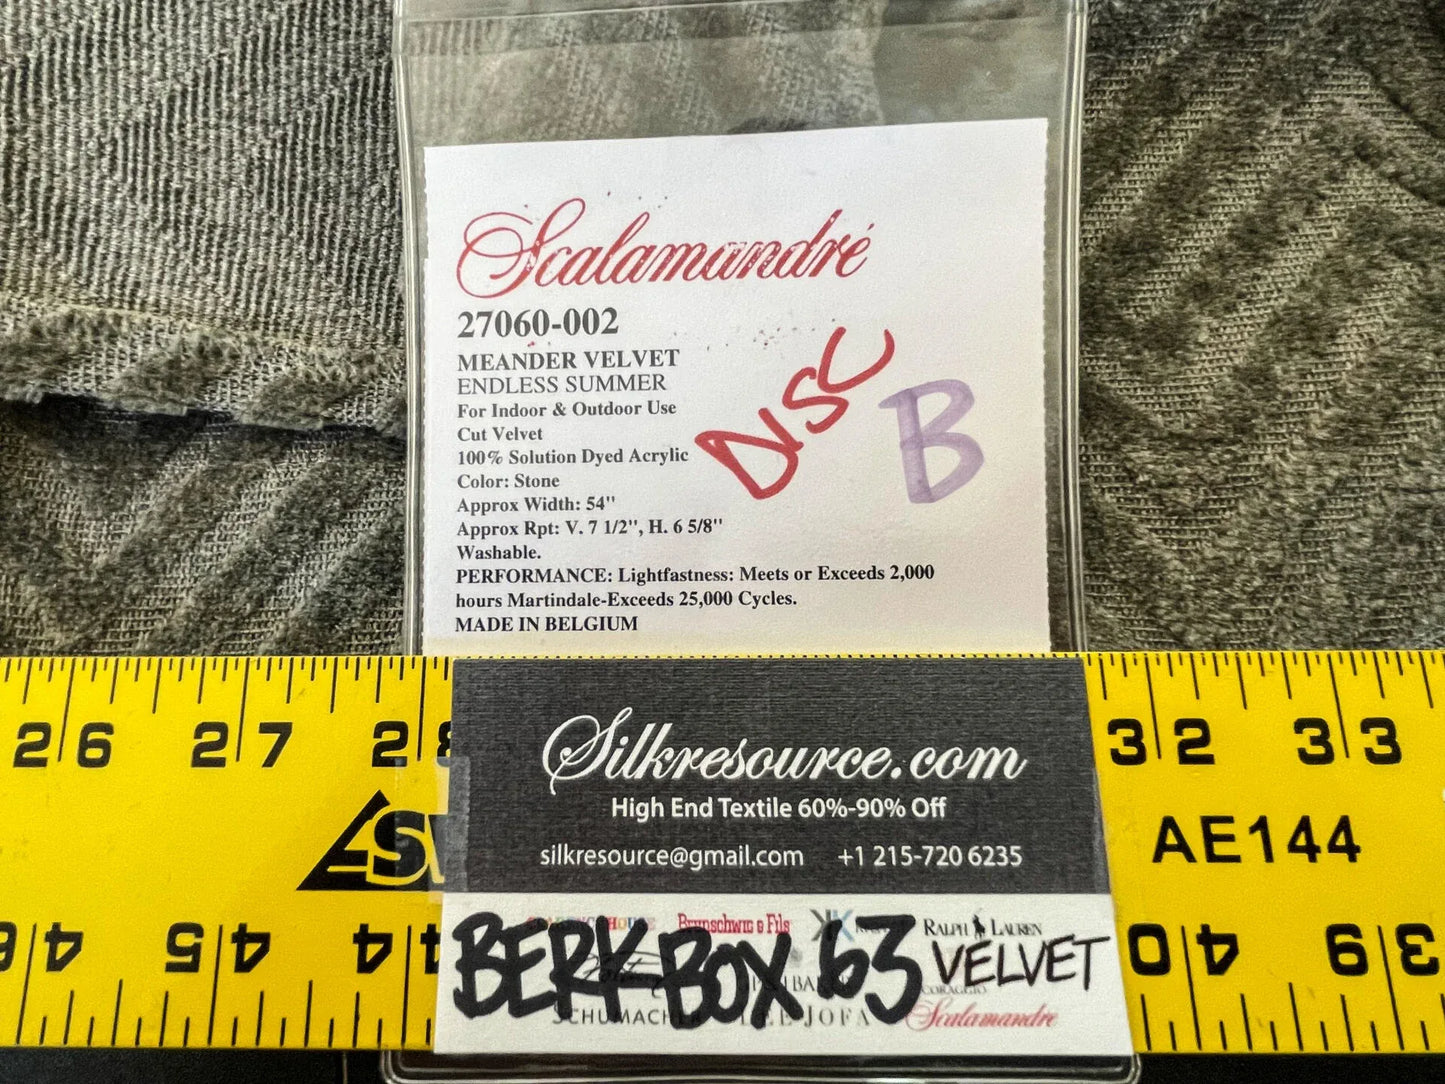 Scalamandré
27060-002
MEANDER VELVET
ENDLESS SUMMER
For Indoor & Outdoor Use
Cut Velvet
100% Solution Dyed Acrylic
Color: Stone
Approx Width: 54"
Approx Rpt: V. 7 1/2", H. 6 5/8"
Washable.
PERFORMANCE: Lightfastness: Meets or Exceeds 2,000
hours Martindale-Exceeds 25,000 Cycles.
MADE IN BELGIUM
DISC
B
26 27 28 32 33
AE144
Silkresource.com
High End Textile 60%-90% Off
silkresource@gmail.com +1 215-720 6235
Brunschwig & Fils RALPH LAUREN
BERK BOX 63 VELVET
SCHUMACHER LEE JOFA Scalamandré
45 40 39